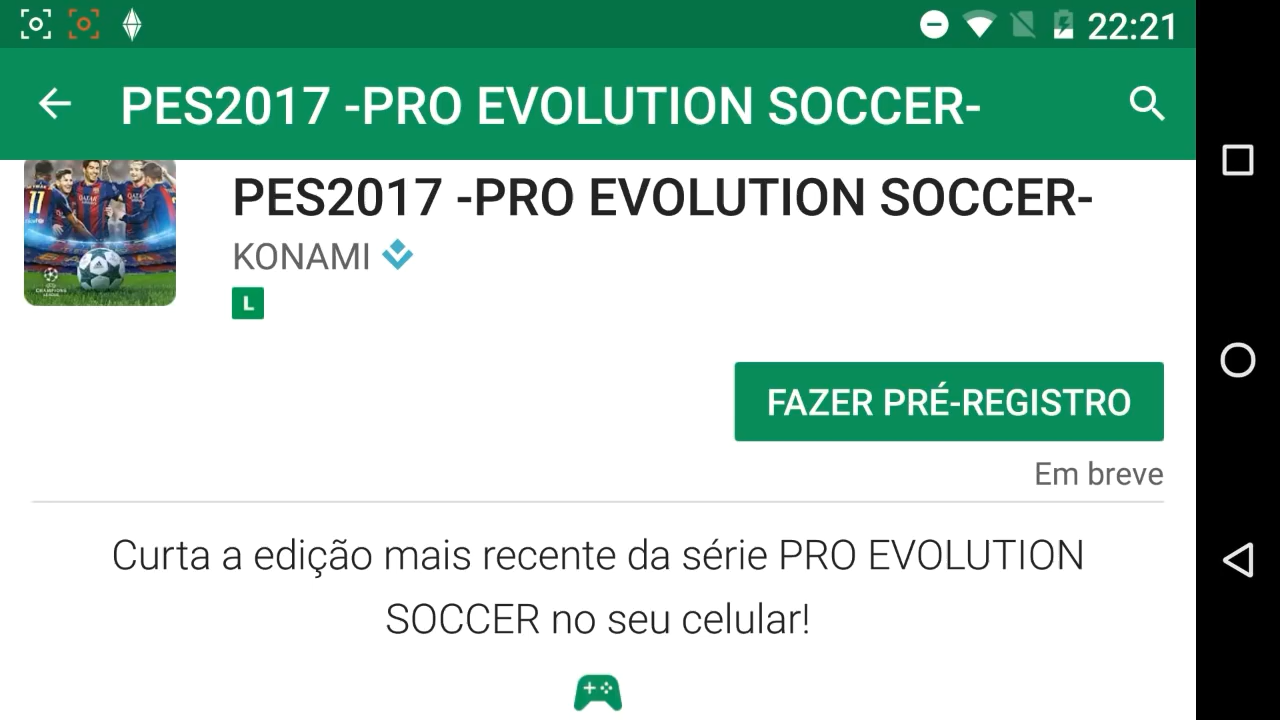 22:21
PES2017 -PRO EVOLUTION SOCCER-
PES2017 -PRO EVOLUTION SOCCER-
KONAMI
L
FAZER PRÉ-REGISTRO
Em breve
Curta a edição mais recente da série PRO EVOLUTION
SOCCER no seu celular!
11